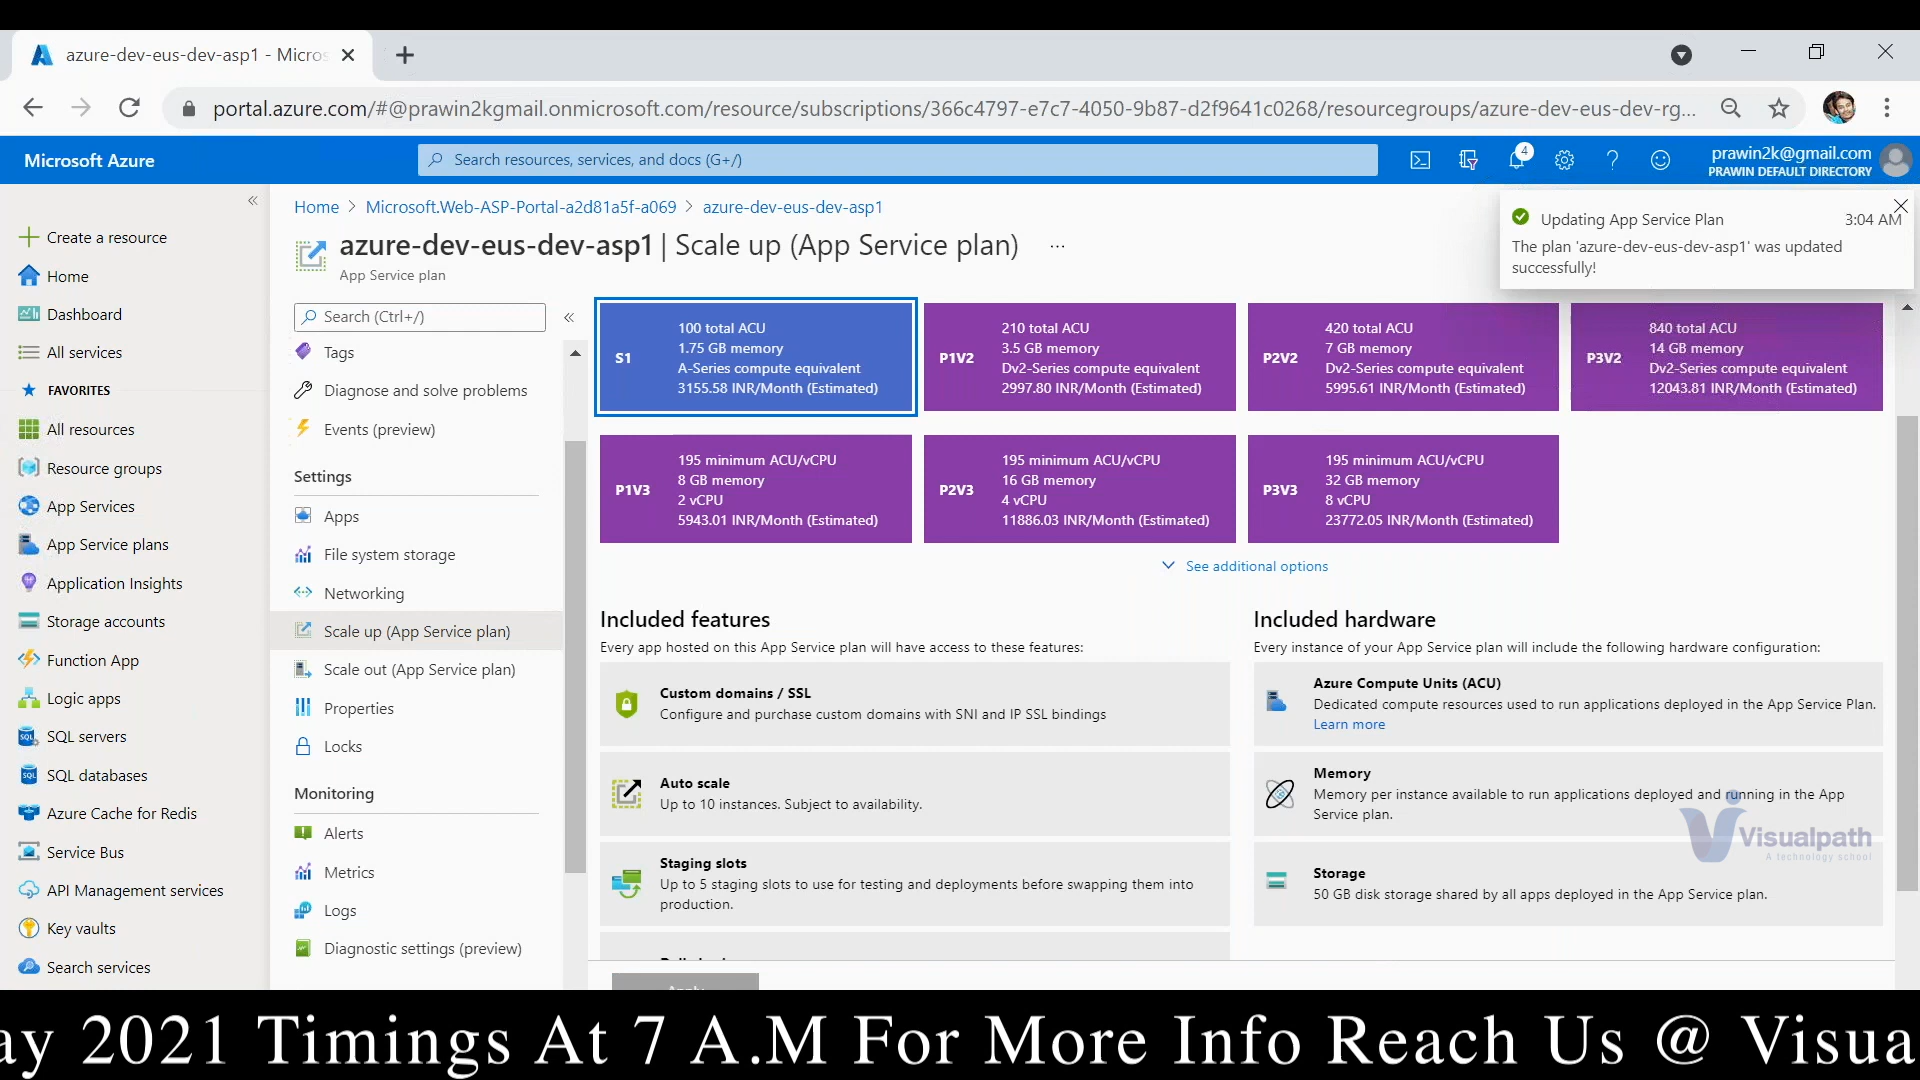 azure-dev-eus-dev-asp1 - Micros
portal.azure.com/#@prawin2kgmail.onmicrosoft.com/resource/subscriptions/366c4797-e7c7-4050-9b87-d2f9641c0268/resourcegroups/azure-dev-eus-dev-rg...
Microsoft Azure
Search resources, services, and docs (G+/)
4
prawin2k@gmail.com
PRAWIN DEFAULT DIRECTORY
Updating App Service Plan
3:04 AM
The plan 'azure-dev-eus-dev-asp1' was updated
successfully!
Create a resource
Home
Dashboard
All services
FAVORITES
All resources
Resource groups
App Services
App Service plans
Application Insights
Storage accounts
Function App
Logic apps
SQL servers
SQL databases
Azure Cache for Redis
Service Bus
API Management services
Key vaults
Search services
Home > Microsoft.Web-ASP-Portal-a2d81a5f-a069 > azure-dev-eus-dev-asp1
azure-dev-eus-dev-asp1 | Scale up (App Service plan) ...
App Service plan
Search (Ctrl+/)
Tags
Diagnose and solve problems
Events (preview)
Settings
Apps
File system storage
Networking
Scale up (App Service plan)
Scale out (App Service plan)
Properties
Locks
Monitoring
Alerts
Metrics
Logs
Diagnostic settings (preview)
S1
100 total ACU
1.75 GB memory
A-Series compute equivalent
3155.58 INR/Month (Estimated)
P1V2
210 total ACU
3.5 GB memory
Dv2-Series compute equivalent
2997.80 INR/Month (Estimated)
P2V2
420 total ACU
7 GB memory
Dv2-Series compute equivalent
5995.61 INR/Month (Estimated)
P3V2
840 total ACU
14 GB memory
Dv2-Series compute equivalent
12043.81 INR/Month (Estimated)
P1V3
195 minimum ACU/vCPU
8 GB memory
2 vCPU
5943.01 INR/Month (Estimated)
P2V3
195 minimum ACU/vCPU
16 GB memory
4 vCPU
11886.03 INR/Month (Estimated)
P3V3
195 minimum ACU/vCPU
32 GB memory
8 vCPU
23772.05 INR/Month (Estimated)
See additional options
Included features
Every app hosted on this App Service plan will have access to these features:
Custom domains / SSL
Configure and purchase custom domains with SNI and IP SSL bindings
Auto scale
Up to 10 instances. Subject to availability.
Staging slots
Up to 5 staging slots to use for testing and deployments before swapping them into
production.
Included hardware
Every instance of your App Service plan will include the following hardware configuration:
Azure Compute Units (ACU)
Dedicated compute resources used to run applications deployed in the App Service Plan.
Learn more
Memory
Memory per instance available to run applications deployed and running in the App
Service plan.
Storage
50 GB disk storage shared by all apps deployed in the App Service plan.
Visualpath
A technology school
ay 2021 Timings At 7 A.M For More Info Reach Us @ Visua